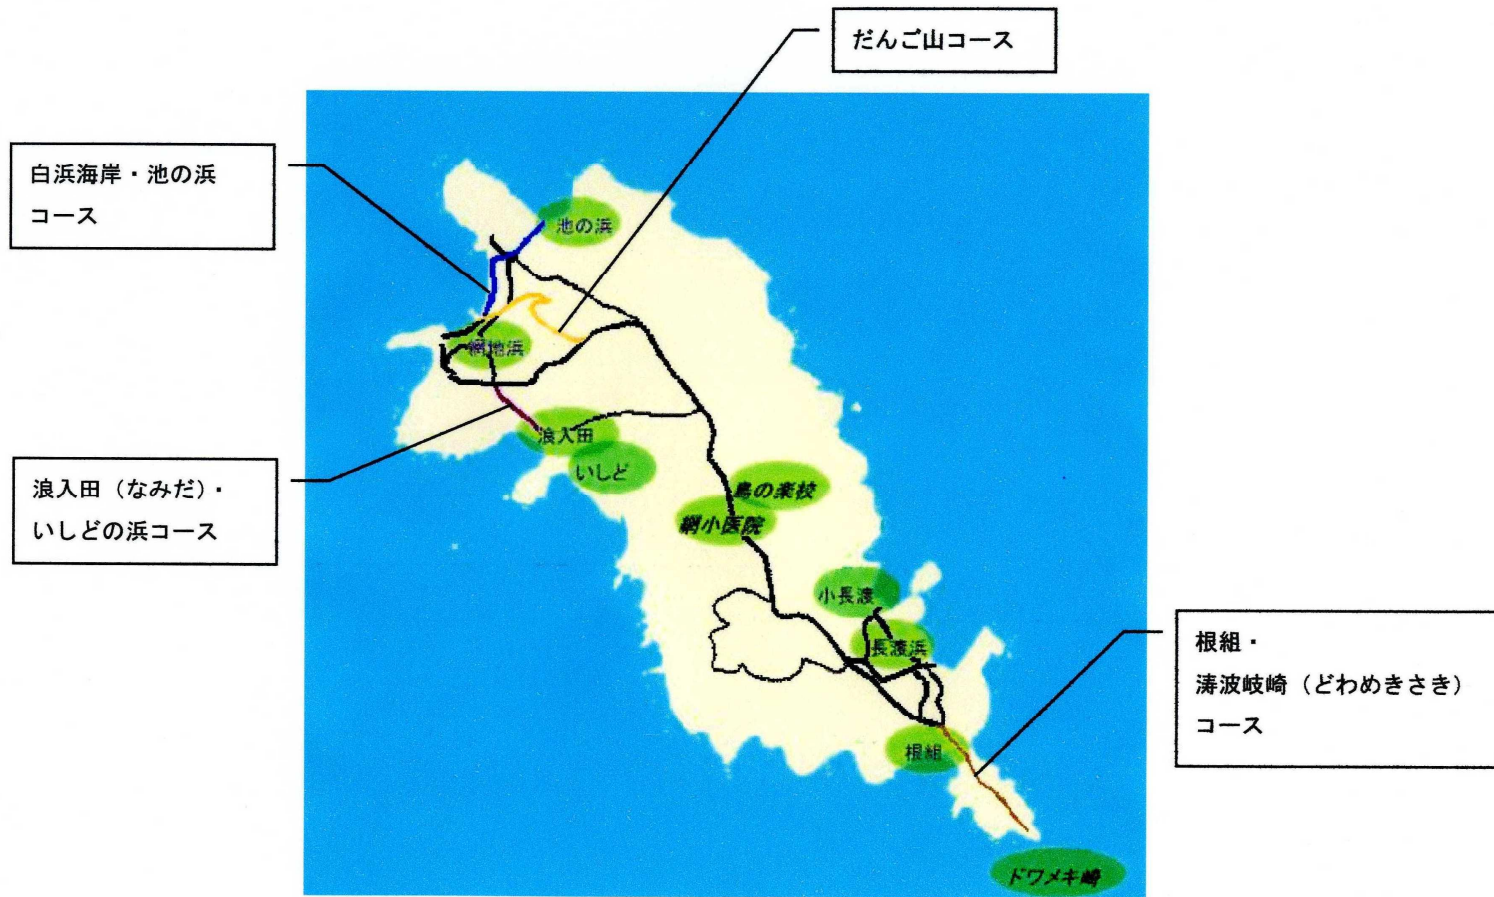 だんご山コース
白浜海岸・池の浜
コース
池の浜
網地浜
浪入田
いしど
浪入田（なみだ）・
いしどの浜コース
島の楽校
網小医院
小長渡
長渡浜
根組・
涛波岐崎（どわめきさき）
コース
根組
ドワメキ崎